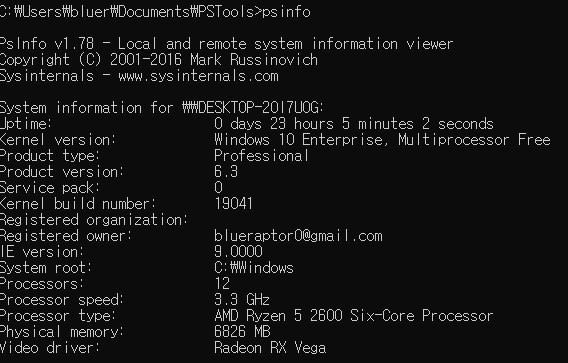 C:₩Users₩bluer₩Documents₩PSTools>psinfo
PsInfo v1.78 - Local and remote system information viewer
Copyright (C) 2001-2016 Mark Russinovich
Sysinternals - www.sysinternals.com
System information for ₩₩DESKTOP-2017U0G:
Uptime: 0 days 23 hours 5 minutes 2 seconds
Kernel version: Windows 10 Enterprise, Multiprocessor Free
Product type: Professional
Product version: 6.3
Service pack: 0
Kernel build number: 19041
Registered organization:
Registered owner: blueraptor0@gmail.com
IE version: 9.0000
System root: C:₩Windows
Processors: 12
Processor speed: 3.3 GHz
Processor type: AMD Ryzen 5 2600 Six-Core Processor
Physical memory: 6826 MB
Video driver: Radeon RX Vega